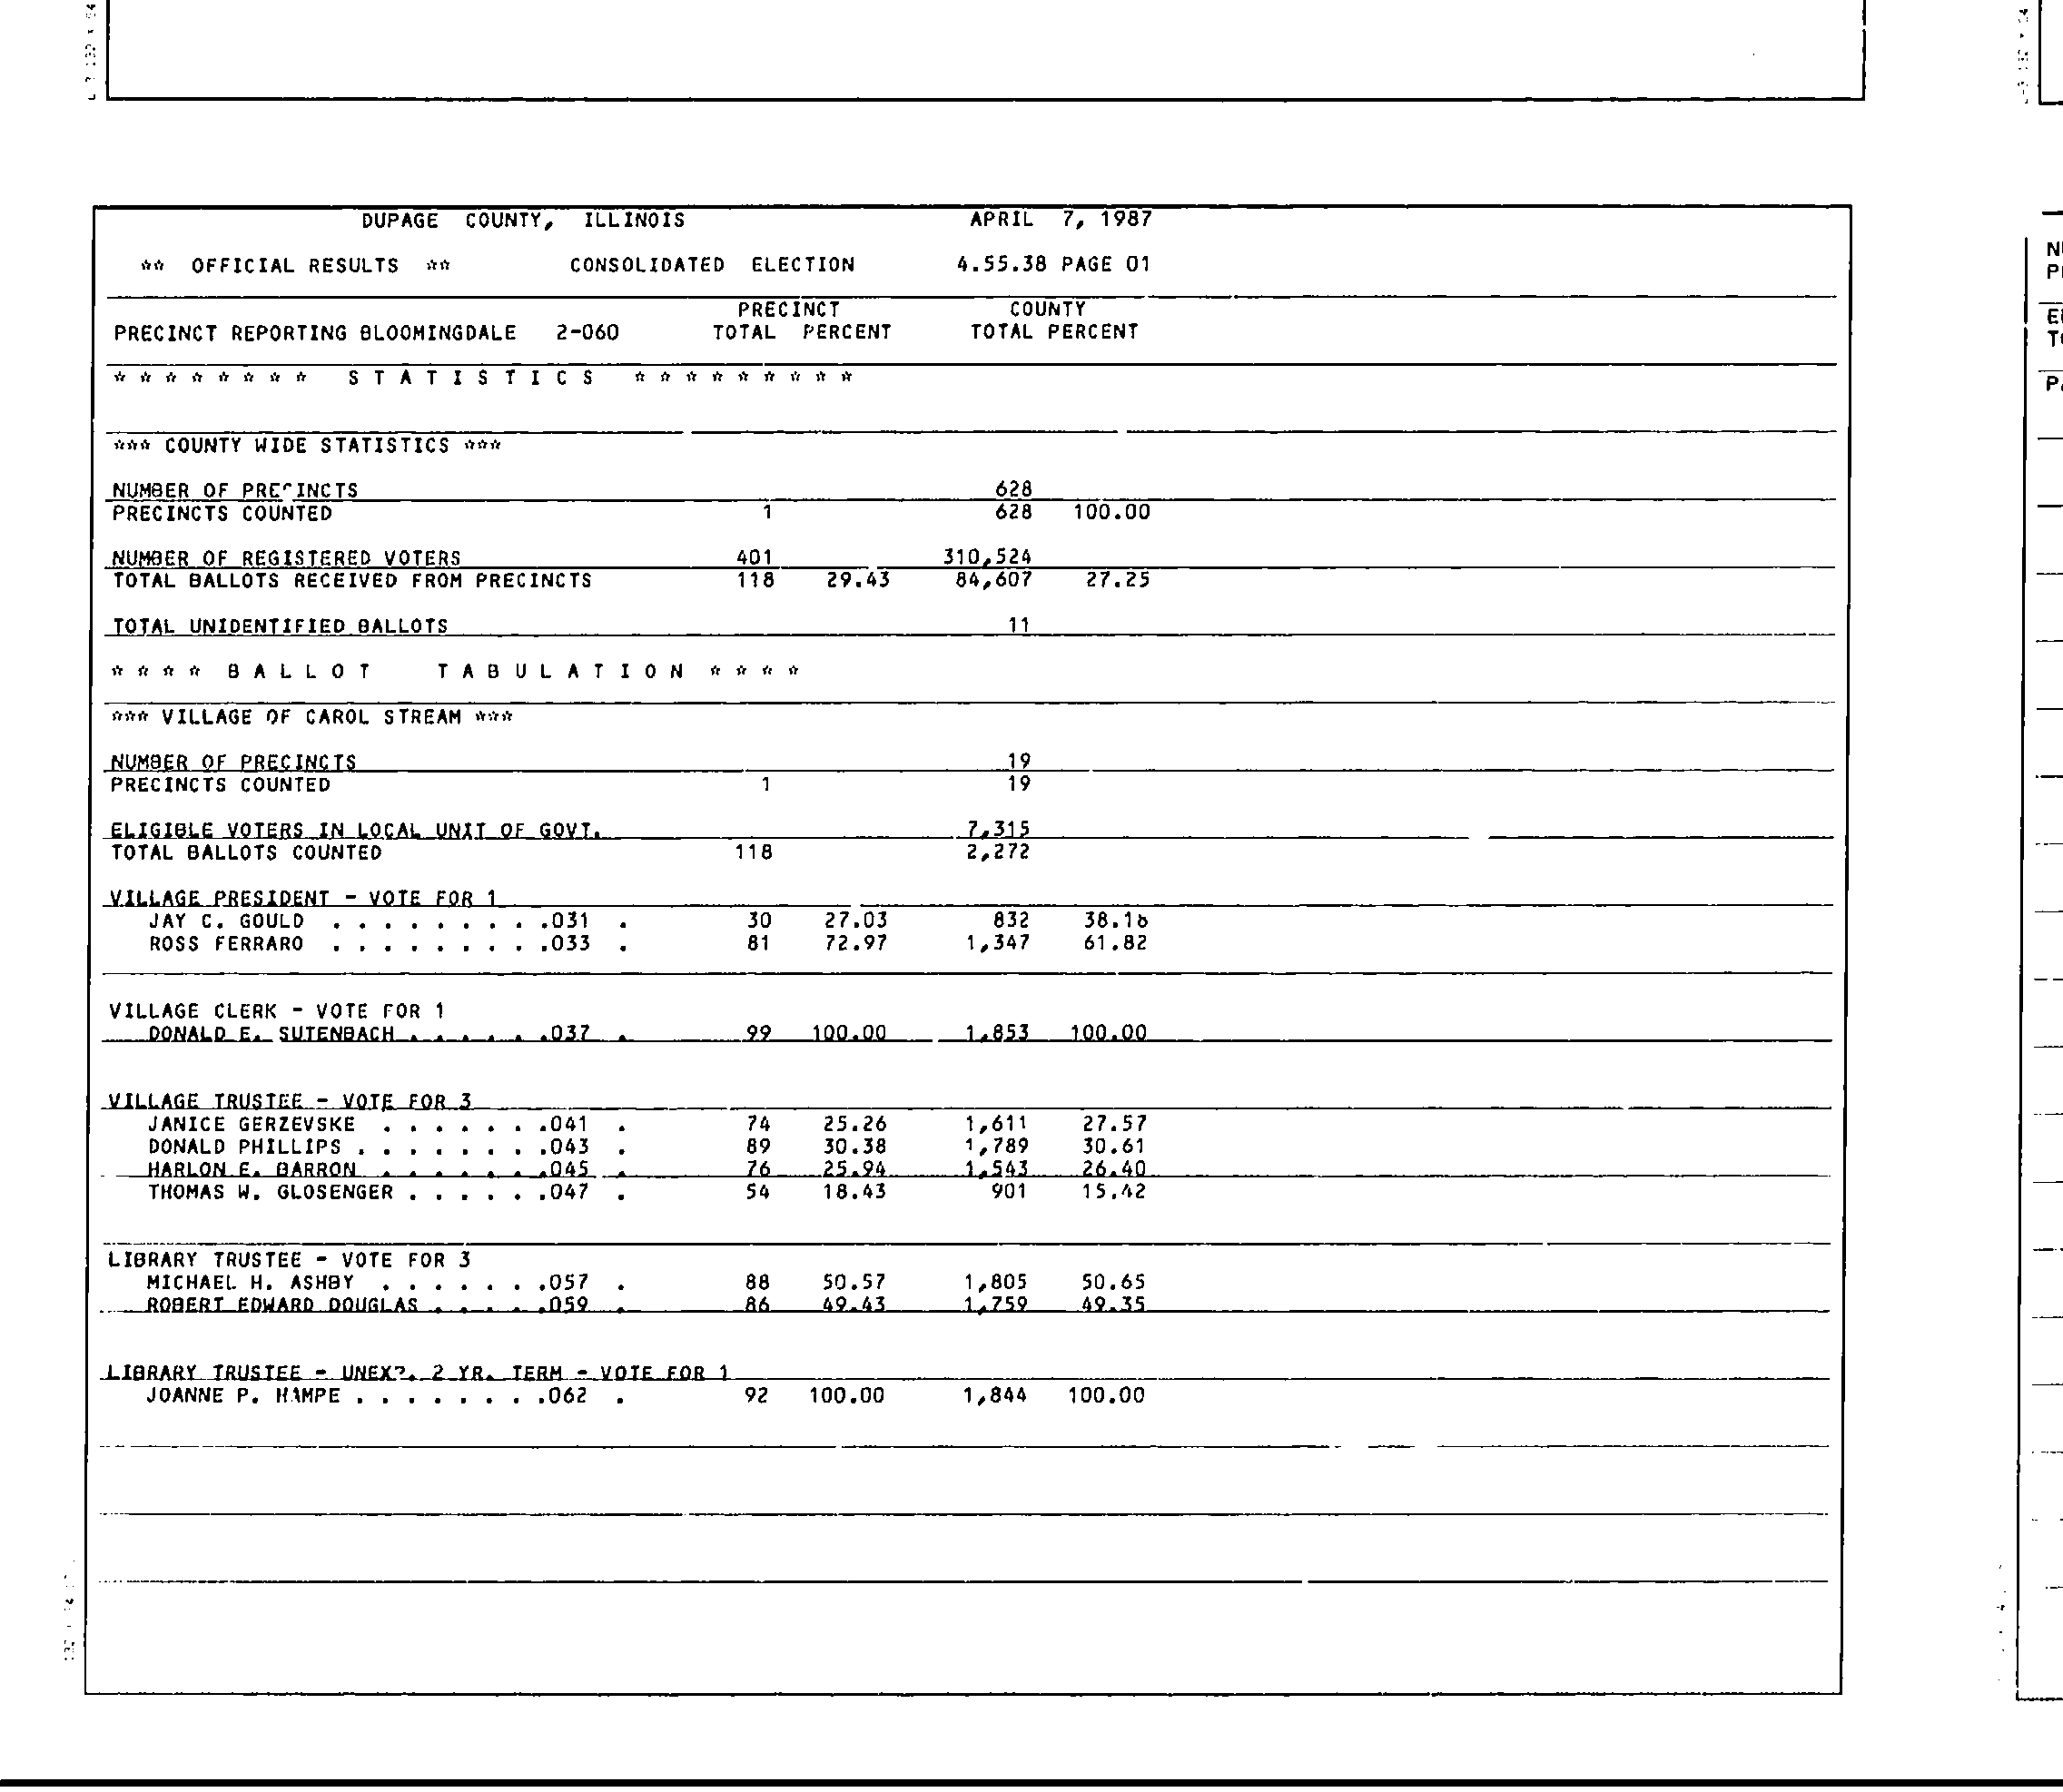 DUPAGE COUNTY, ILLINOIS APRIL 7, 1987
** OFFICIAL RESULTS ** CONSOLIDATED ELECTION 4.55.38 PAGE 01
PRECINCT COUNTY
PRECINCT REPORTING BLOOMINGDALE 2-060 TOTAL PERCENT TOTAL PERCENT
* * * * * * * * S T A T I S T I C S * * * * * * * * *
*** COUNTY WIDE STATISTICS ***
NUMBER OF PRECINCTS 628
PRECINCTS COUNTED 1 628 100.00
NUMBER OF REGISTERED VOTERS 401 310,524
TOTAL BALLOTS RECEIVED FROM PRECINCTS 118 29.43 84,607 27.25
TOTAL UNIDENTIFIED BALLOTS 11
* * * * B A L L O T T A B U L A T I O N * * * *
*** VILLAGE OF CAROL STREAM ***
NUMBER OF PRECINCTS 19
PRECINCTS COUNTED 1 19
ELIGIBLE VOTERS IN LOCAL UNIT OF GOVT. 7,315
TOTAL BALLOTS COUNTED 118 2,272
VILLAGE PRESIDENT - VOTE FOR 1
JAY C. GOULD . . . . . . . . .031 . 30 27.03 832 38.18
ROSS FERRARO . . . . . . . . .033 . 81 72.97 1,347 61.82
VILLAGE CLERK - VOTE FOR 1
DONALD E. SUTENBACH . . . . . .037 . 99 100.00 1,853 100.00
VILLAGE TRUSTEE - VOTE FOR 3
JANICE GERZEVSKE . . . . . . .041 . 74 25.26 1,611 27.57
DONALD PHILLIPS . . . . . . . .043 . 89 30.38 1,789 30.61
HARLON E. BARRON . . . . . . .045 . 76 25.94 1,543 26.40
THOMAS W. GLOSENGER . . . . . .047 . 54 18.43 901 15.42
LIBRARY TRUSTEE - VOTE FOR 3
MICHAEL H. ASHBY . . . . . . .057 . 88 50.57 1,805 50.65
ROBERT EDWARD DOUGLAS . . . . .059 . 86 49.43 1,759 49.35
LIBRARY TRUSTEE - UNEXP. 2 YR. TERM - VOTE FOR 1
JOANNE P. HAMPE . . . . . . . .062 . 92 100.00 1,844 100.00